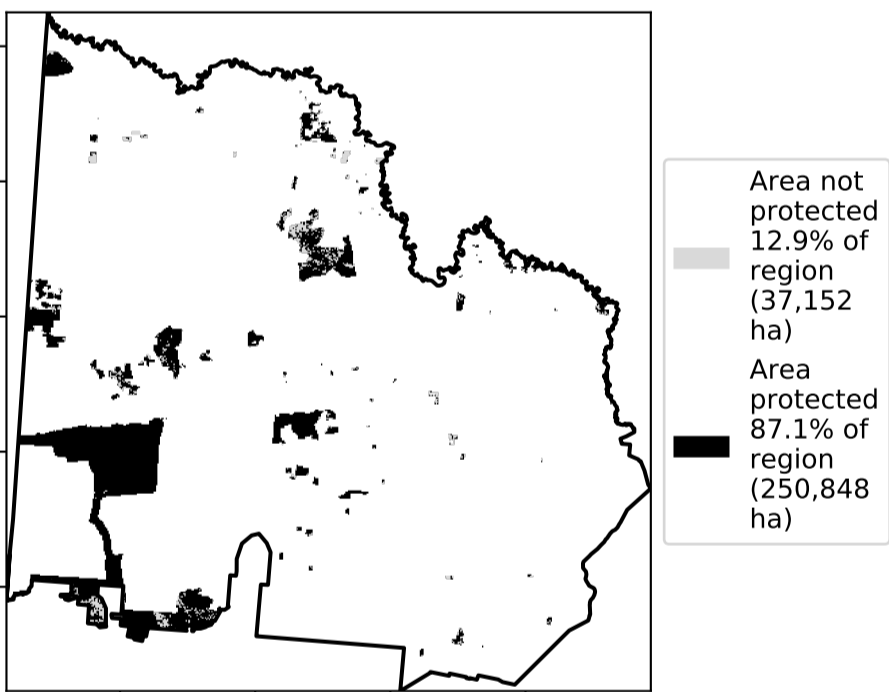 Area not
protected
12.9% of
region
(37,152
ha)
Area
protected
87.1% of
region
(250,848
ha)